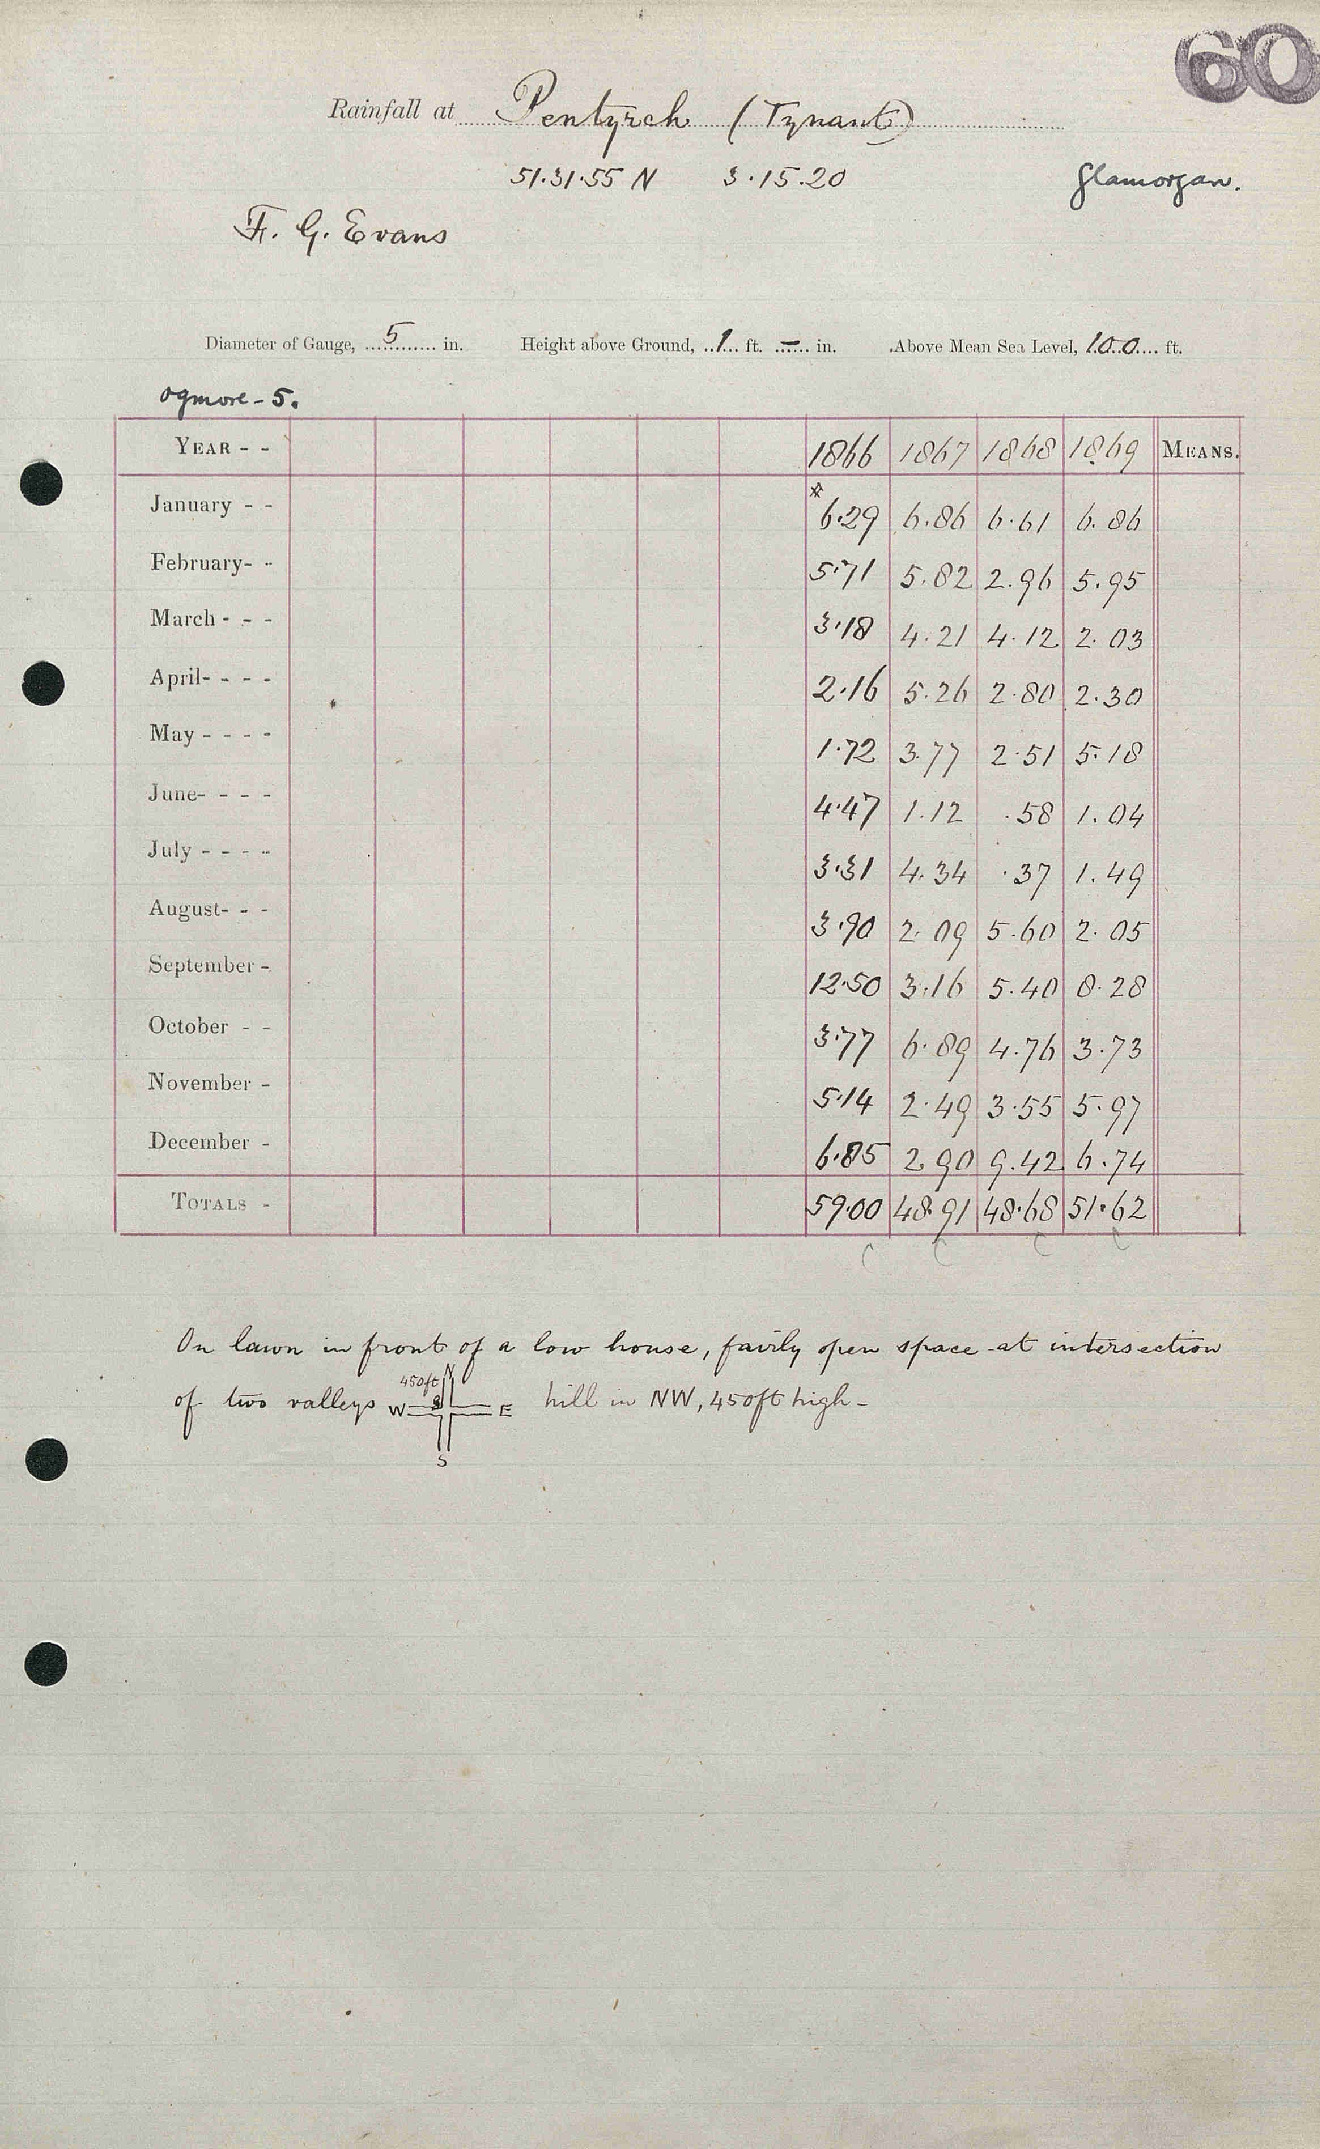 60
Rainfall at Pentyrch (Tynant)
51.31.55 N 3.15.20 Glamorgan.
F. G. Evans
Diameter of Gauge, 5 in. Height above Ground, 1 ft. – in. Above Mean Sea Level, 100 ft.
Ogmore - 5.
YEAR - - 1866 1867 1868 1869 MEANS.
January - - * 6.29 6.86 6.61 6.86
February- - 5.71 5.82 2.96 5.95
March - - - 3.18 4.21 4.12 2.03
April- - - - 2.16 5.26 2.80 2.30
May - - - - 1.72 3.77 2.51 5.18
June- - - - 4.47 1.12 .58 1.04
July - - - - 3.31 4.34 .37 1.49
August- - - 3.90 2.09 5.60 2.05
September - 12.50 3.16 5.40 8.28
October - - 3.77 6.89 4.76 3.73
November - 5.14 2.49 3.55 5.97
December - 6.85 2.90 9.42 6.74
TOTALS - 59.00 48.91 48.68 51.62
On lawn in front of a low house, fairly open space at intersection
of two valleys 450ft N W E S hill in NW, 450ft high -